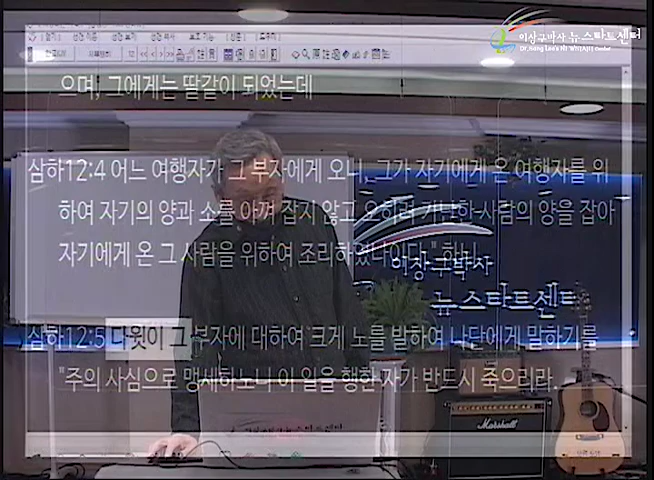 이상구박사 뉴스타트센터
Dr. Sang Lee's NEWSTART Center
으며, 그에게는 딸같이 되었는데
삼하12:4 어느 여행자가 그 부자에게 오니, 그가 자기에게 온 여행자를 위
하여 자기의 양과 소를 아껴 잡지 않고 오히려 가난한 사람의 양을 잡아
자기에게 온 그 사람을 위하여 조리하였나이다." 하니
이상구박사
뉴스타트센터
삼하12:5 다윗이 그 부자에 대하여 크게 노를 발하여 나단에게 말하기를
"주의 사심으로 맹세하노니 이 일을 행한 자가 반드시 죽으리라.
Marshall